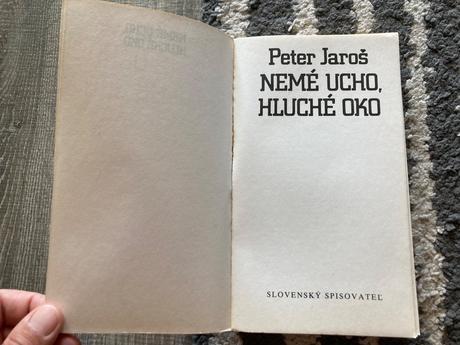 Peter Jaroš
NEMÉ UCHO,
HLUCHÉ OKO
SLOVENSKÝ SPISOVATEĽ